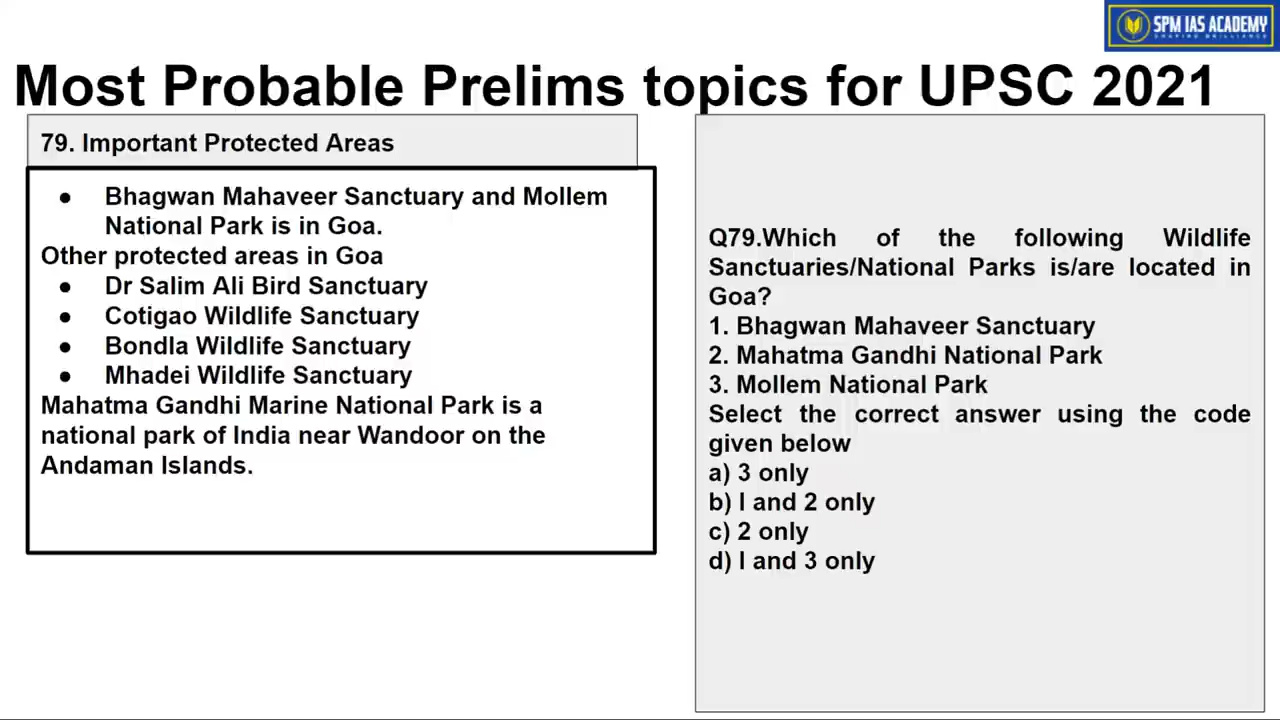 SPM IAS ACADEMY
SHAPING BRILLIANCE
Most Probable Prelims topics for UPSC 2021
79. Important Protected Areas
● Bhagwan Mahaveer Sanctuary and Mollem
National Park is in Goa.
Other protected areas in Goa
● Dr Salim Ali Bird Sanctuary
● Cotigao Wildlife Sanctuary
● Bondla Wildlife Sanctuary
● Mhadei Wildlife Sanctuary
Mahatma Gandhi Marine National Park is a
national park of India near Wandoor on the
Andaman Islands.
Q79.Which of the following Wildlife
Sanctuaries/National Parks is/are located in
Goa?
1. Bhagwan Mahaveer Sanctuary
2. Mahatma Gandhi National Park
3. Mollem National Park
Select the correct answer using the code
given below
a) 3 only
b) I and 2 only
c) 2 only
d) I and 3 only